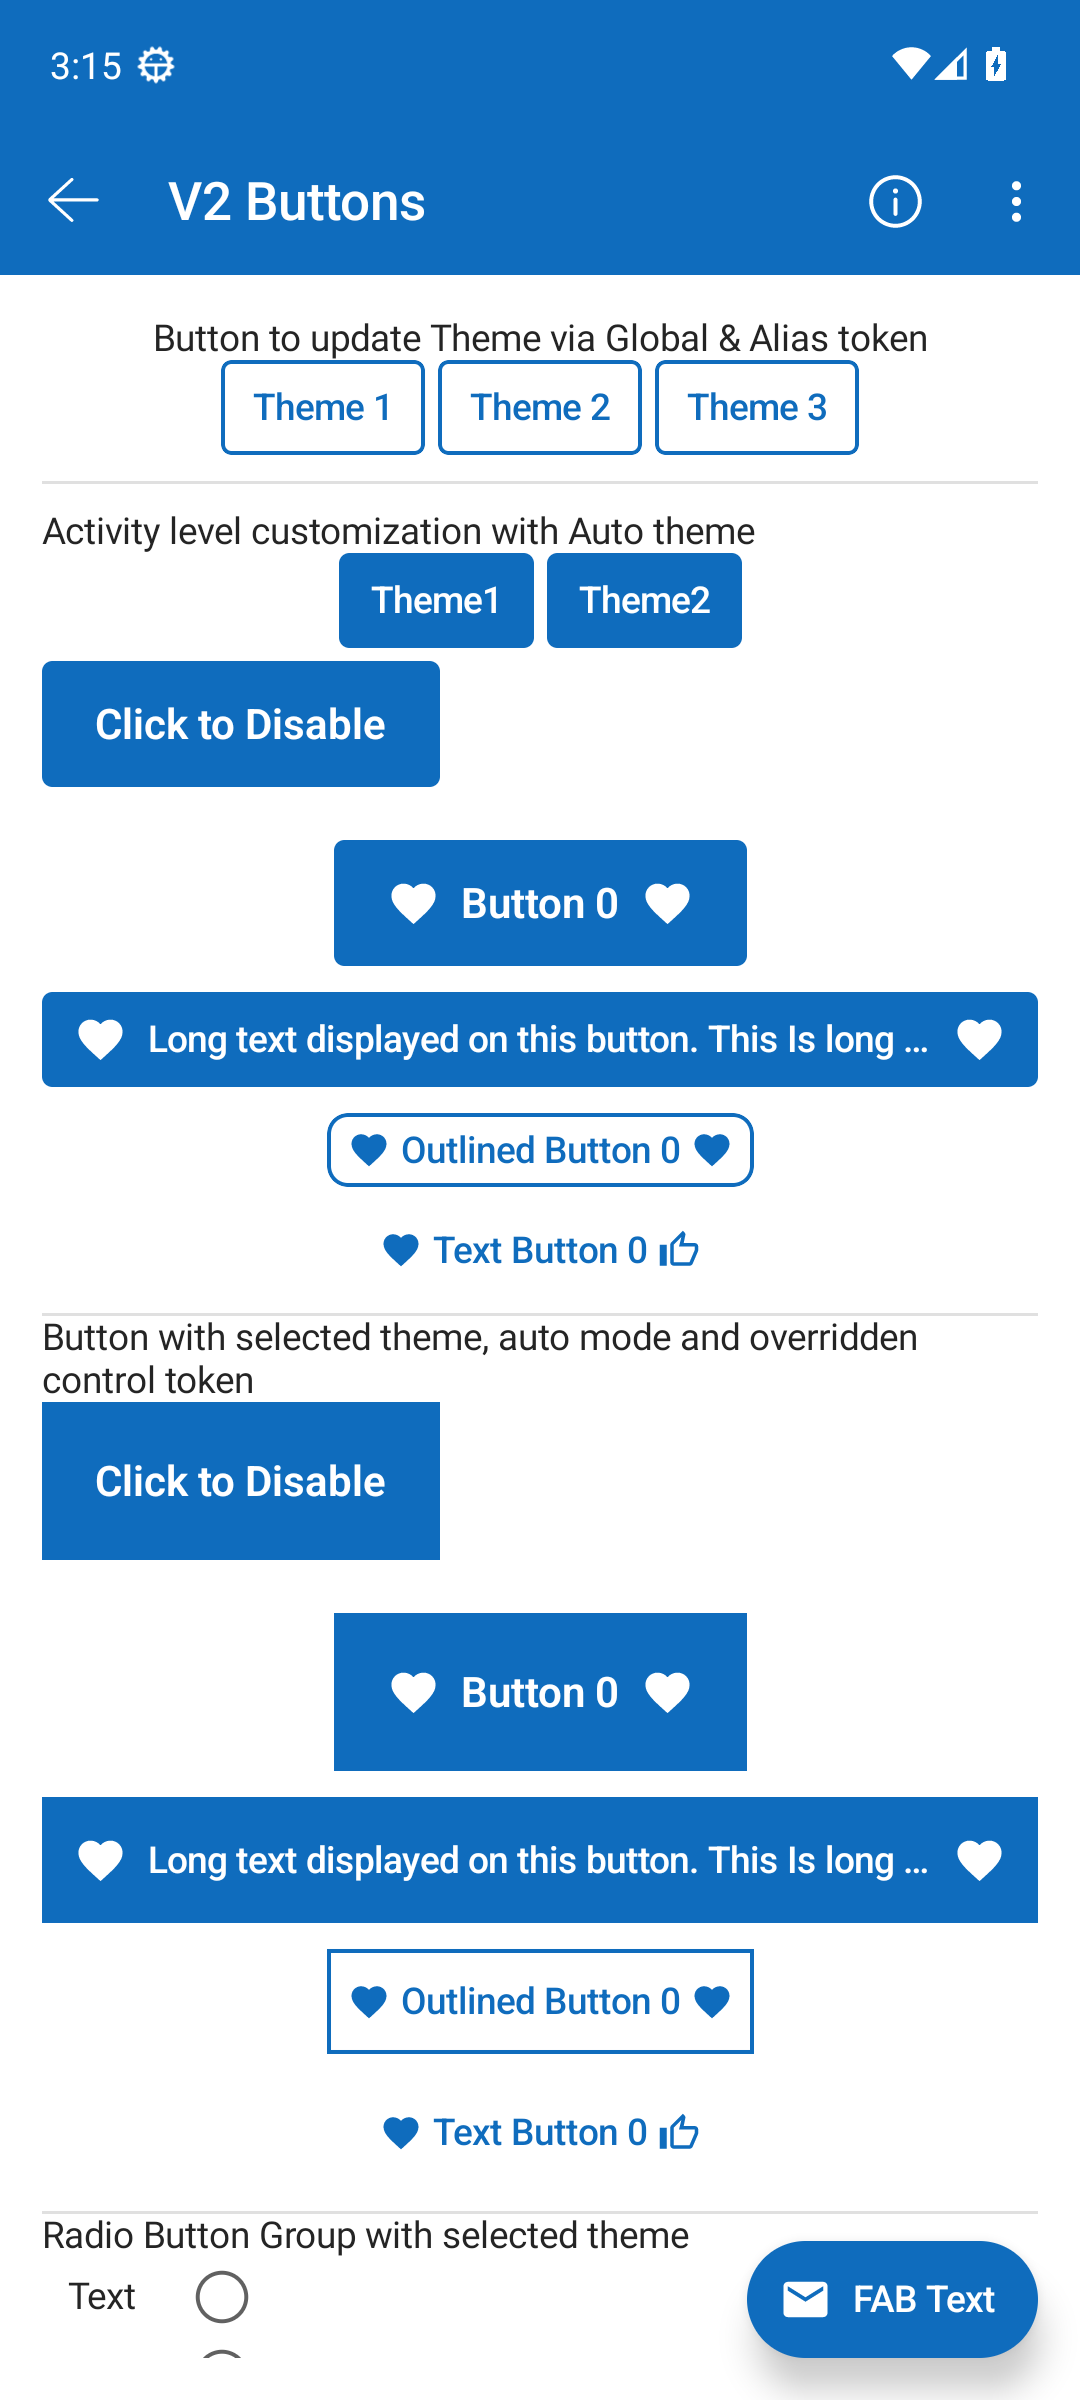 3:15
V2 Buttons
Button to update Theme via Global & Alias token
Theme 1 Theme 2 Theme 3
Activity level customization with Auto theme
Theme1 Theme2
Click to Disable
Button 0
Long text displayed on this button. This Is long ...
Outlined Button 0
Text Button 0
Button with selected theme, auto mode and overridden
control token
Click to Disable
Button 0
Long text displayed on this button. This Is long ...
Outlined Button 0
Text Button 0
Radio Button Group with selected theme
Text
FAB Text